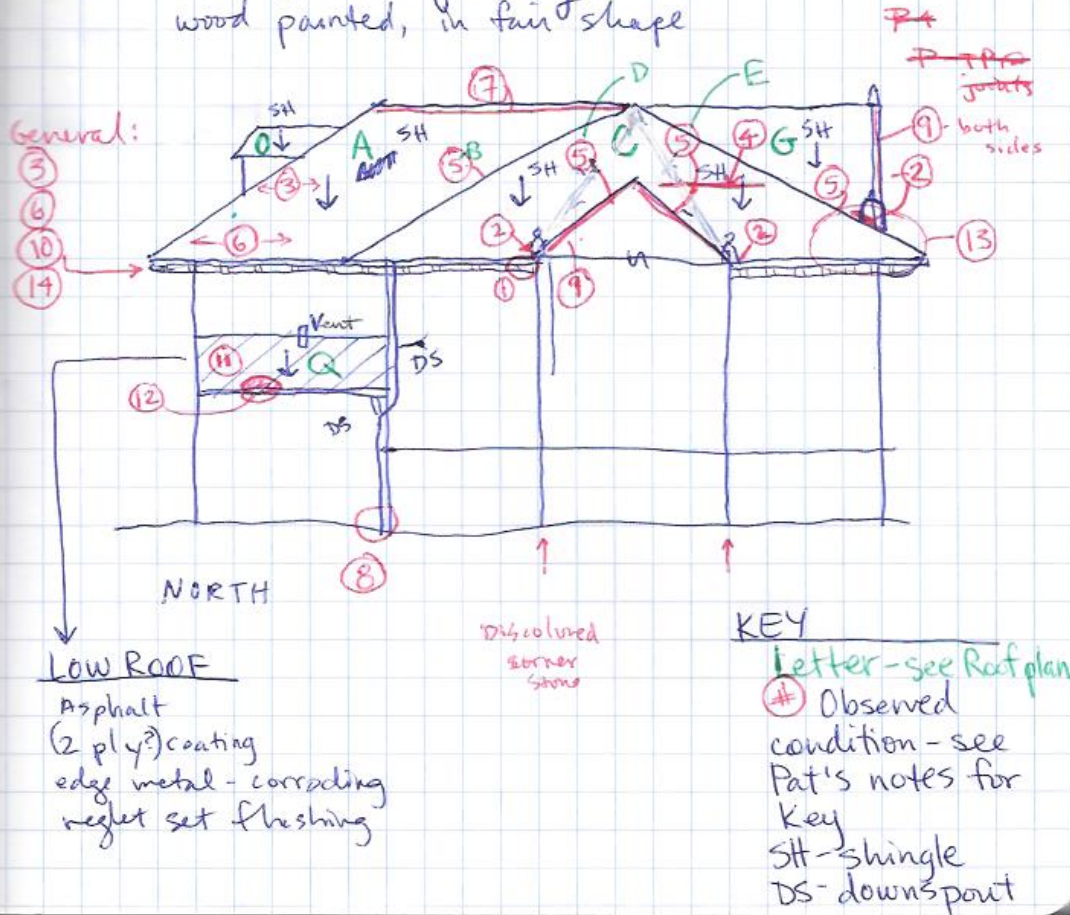 wood painted, in fair shape
P4
joints
General:
3
6
10
14
SH
O
A
SH
7
D
E
5
B
5
SH
C
5
4
G
SH
SH
9 - both
sides
2
5
13
3
6
2
1
9
2
Vent
11
Q
DS
12
DS
8
NORTH
Discolured
corner
stone
LOW ROOF
Asphalt
(2 ply?) coating
edge metal - corroding
reglet set flashing
KEY
Letter - see Roof plan
# Observed
condition - see
Pat's notes for
Key
SH - shingle
DS - downspout